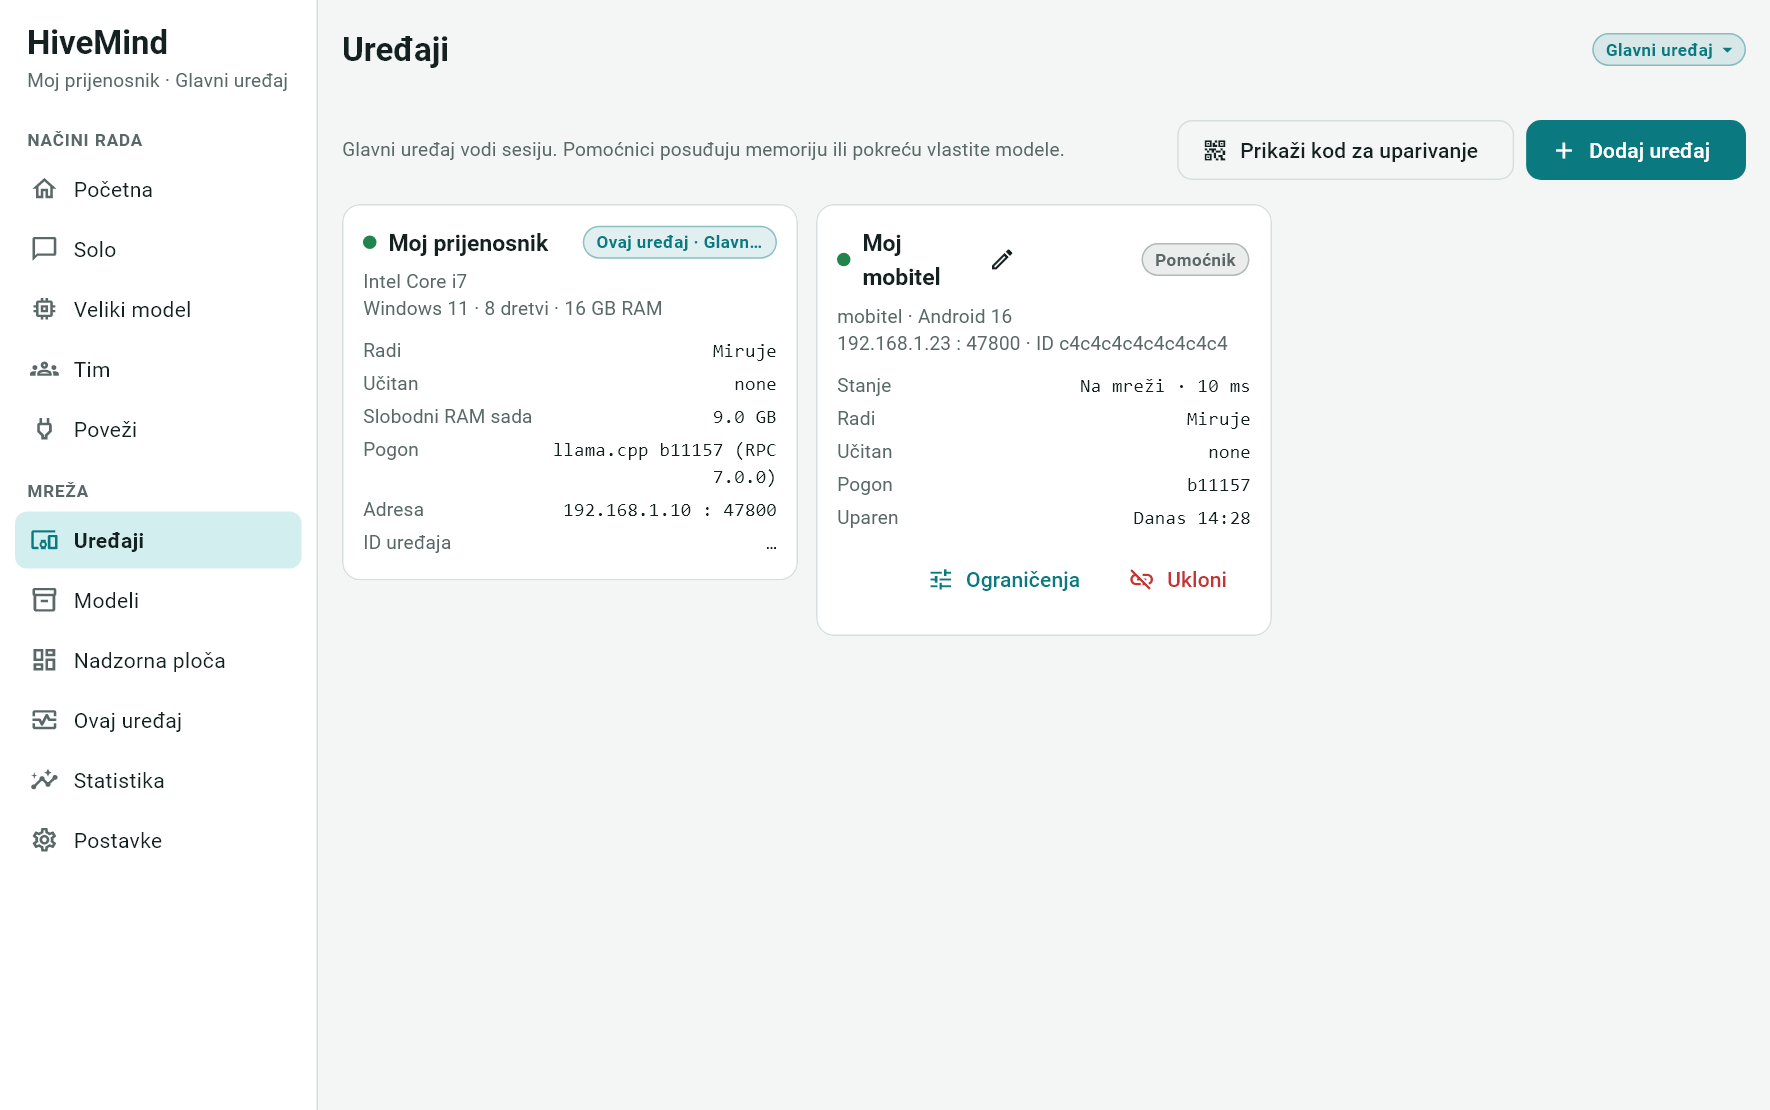 HiveMind
Moj prijenosnik · Glavni uređaj
NAČINI RADA
Početna
Solo
Veliki model
Tim
Poveži
MREŽA
Uređaji
Modeli
Nadzorna ploča
Ovaj uređaj
Statistika
Postavke
Uređaji
Glavni uređaj
Glavni uređaj vodi sesiju. Pomoćnici posuđuju memoriju ili pokreću vlastite modele.
Prikaži kod za uparivanje
Dodaj uređaj
Moj prijenosnik
Ovaj uređaj · Glavn…
Intel Core i7
Windows 11 · 8 dretvi · 16 GB RAM
Radi Miruje
Učitan none
Slobodni RAM sada 9.0 GB
Pogon llama.cpp b11157 (RPC
7.0.0)
Adresa 192.168.1.10 : 47800
ID uređaja …
Moj
mobitel
Pomoćnik
mobitel · Android 16
192.168.1.23 : 47800 · ID c4c4c4c4c4c4c4c4
Stanje Na mreži · 10 ms
Radi Miruje
Učitan none
Pogon b11157
Uparen Danas 14:28
Ograničenja
Ukloni